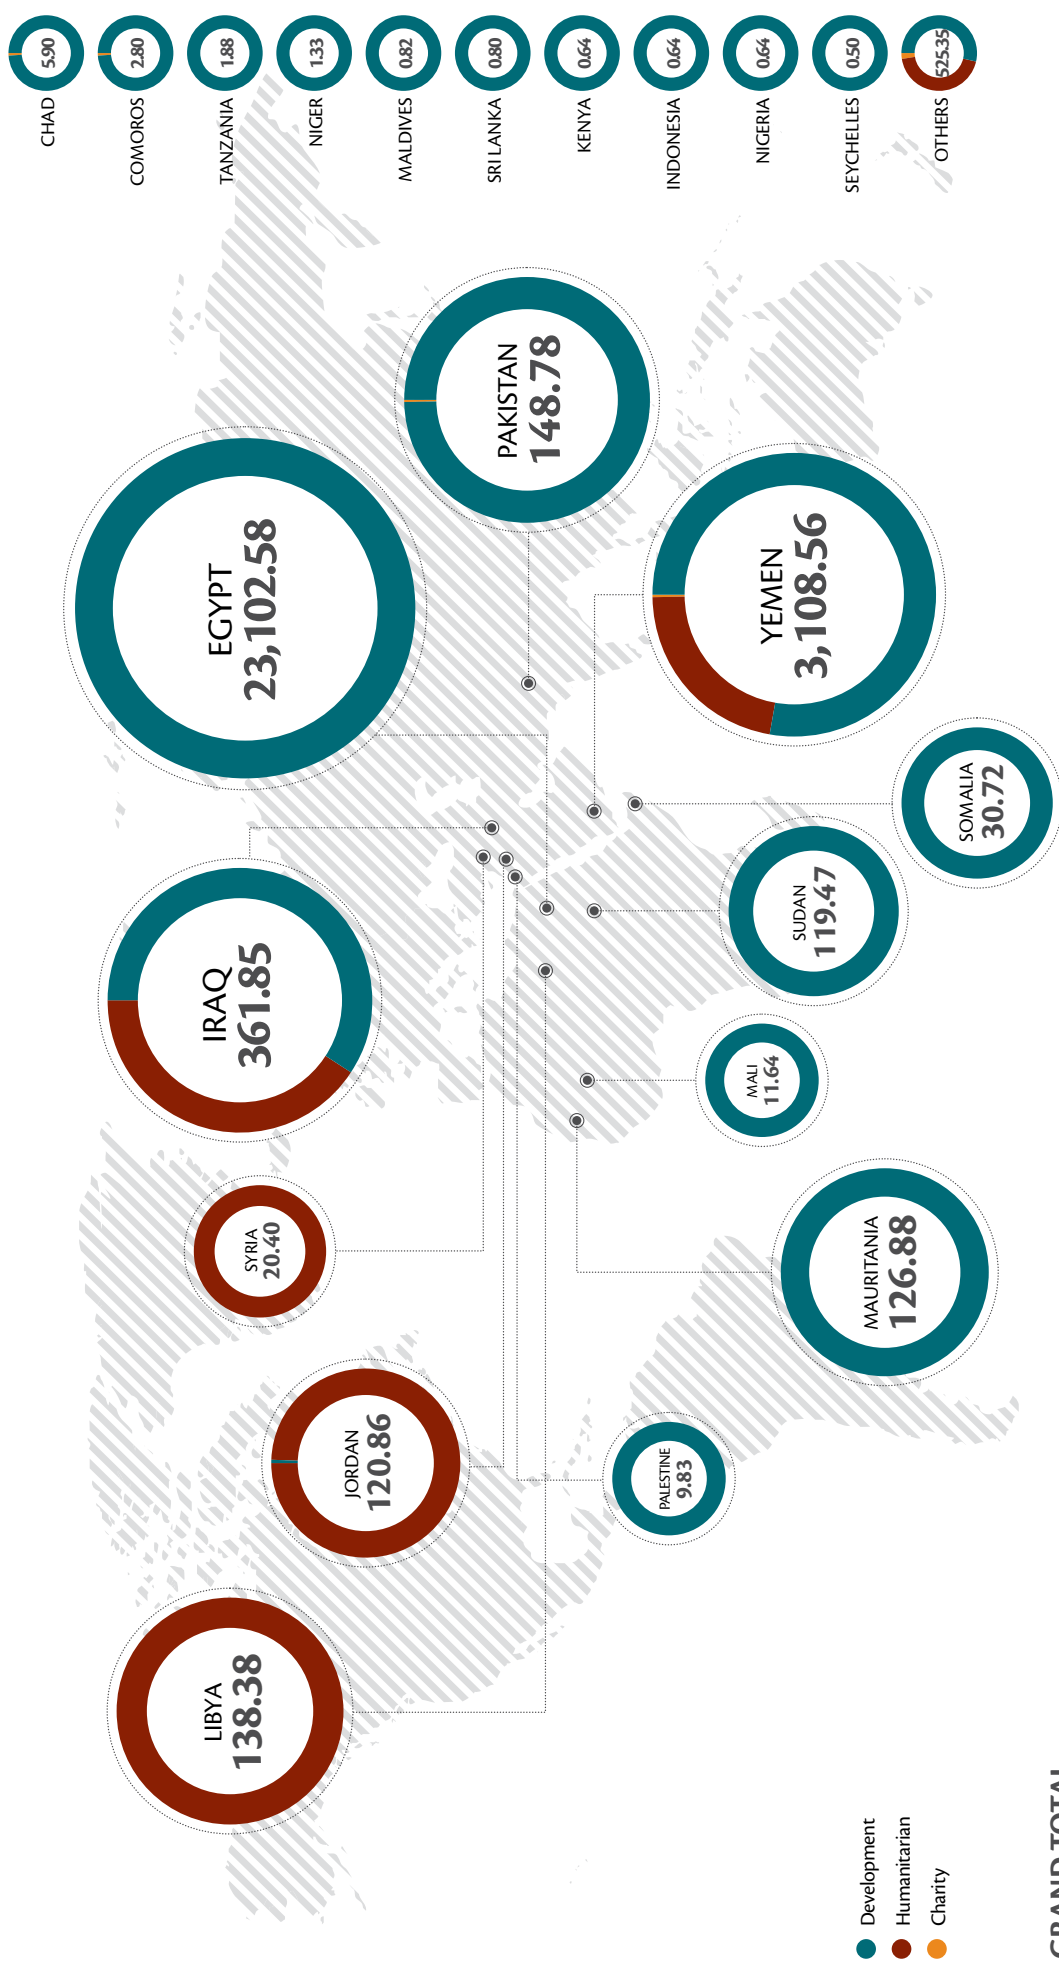 CHAD
5.90
COMOROS
2.80
TANZANIA
1.88
NIGER
1.33
MALDIVES
0.82
SRI LANKA
0.80
KENYA
0.64
INDONESIA
0.64
NIGERIA
0.64
SEYCHELLES
0.50
OTHERS
525.35
LIBYA
138.38
JORDAN
120.86
SYRIA
20.40
IRAQ
361.85
EGYPT
23,102.58
PAKISTAN
148.78
YEMEN
3,108.56
SOMALIA
30.72
SUDAN
119.47
MALI
11.64
MAURITANIA
126.88
PALESTINE
9.83
Development
Humanitarian
Charity
GRAND TOTAL